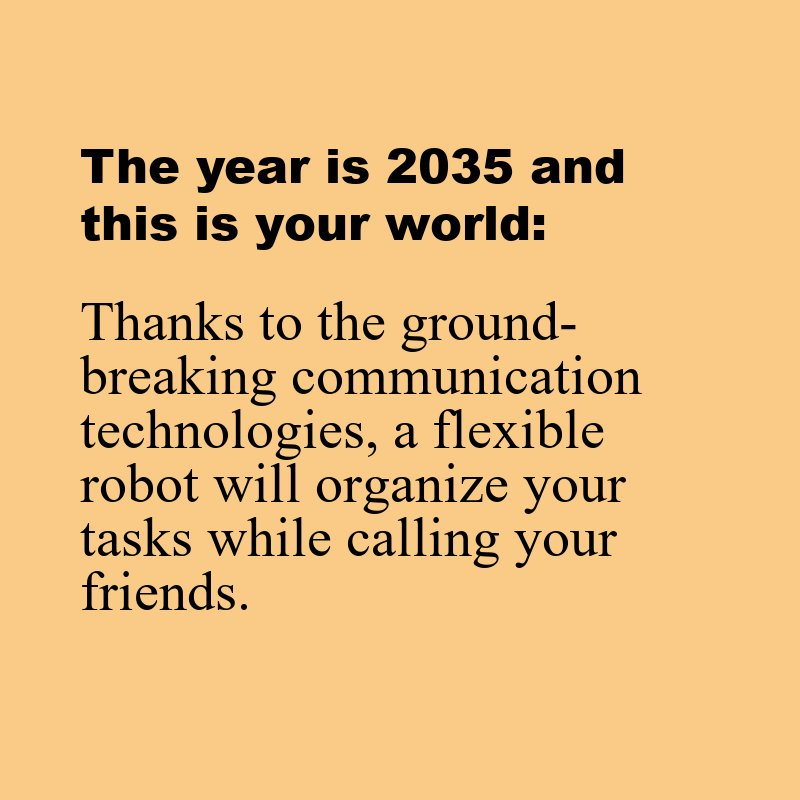 The year is 2035 and
this is your world:
Thanks to the ground-
breaking communication
technologies, a flexible
robot will organize your
tasks while calling your
friends.